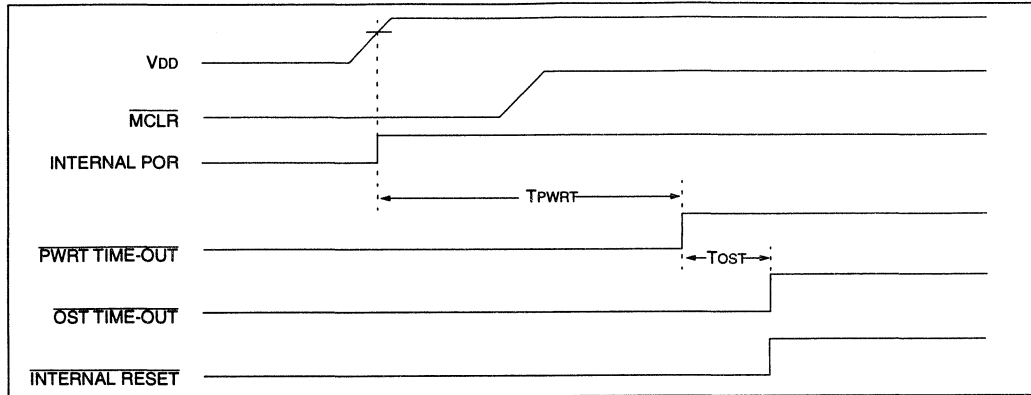 VDD
MCLR
INTERNAL POR
TPWRT
PWRT TIME-OUT
TOST
OST TIME-OUT
INTERNAL RESET